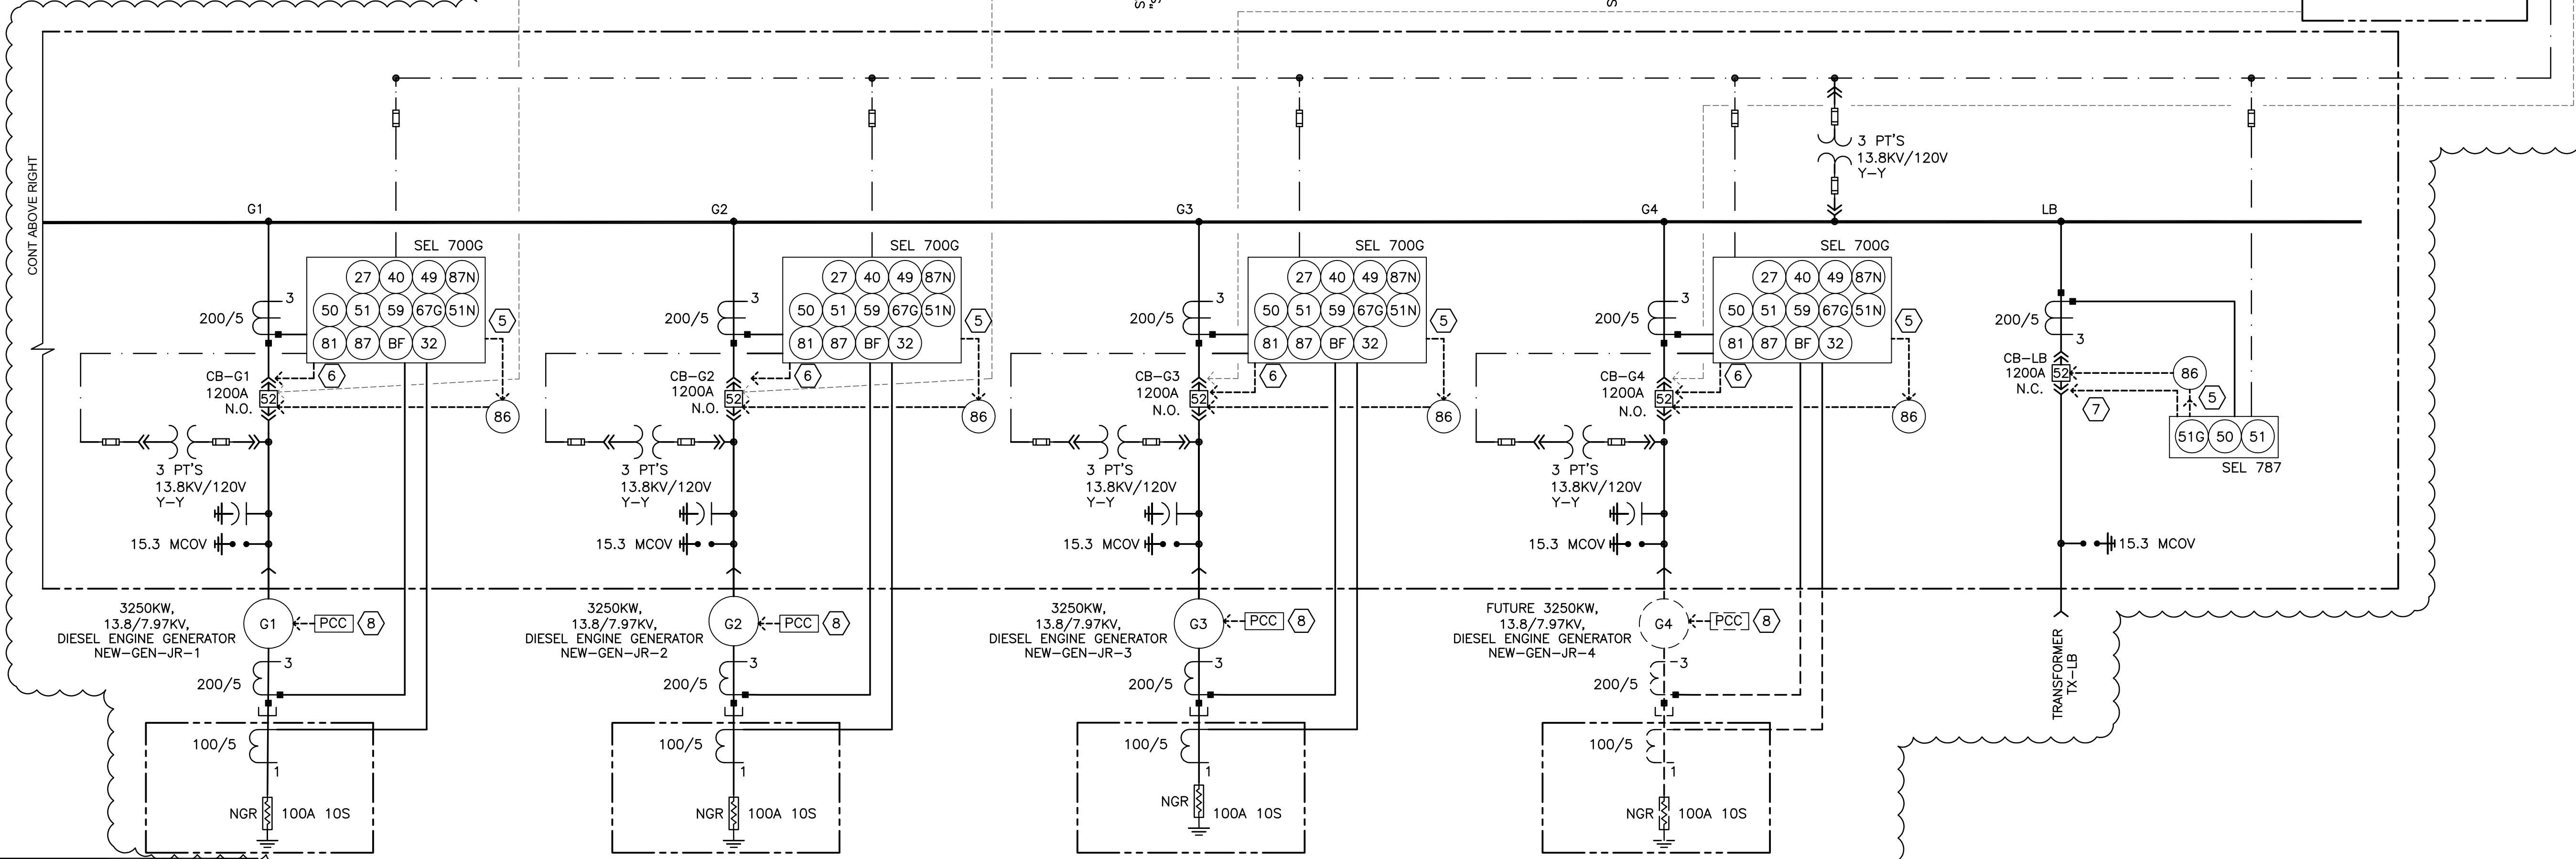 S
"S
S
CONT ABOVE RIGHT
3 PT'S
13.8KV/120V
Y-Y
G1
G2
G3
G4
LB
SEL 700G
27 40 49 87N
50 51 59 67G 51N
81 87 BF 32
5
3
200/5
6
CB-G1
1200A
N.O.
52
86
3 PT'S
13.8KV/120V
Y-Y
15.3 MCOV
3250KW,
13.8/7.97KV,
DIESEL ENGINE GENERATOR
NEW-GEN-JR-1
G1
PCC
8
3
200/5
100/5
1
NGR
100A 10S
SEL 700G
27 40 49 87N
50 51 59 67G 51N
81 87 BF 32
5
3
200/5
6
CB-G2
1200A
N.O.
52
86
3 PT'S
13.8KV/120V
Y-Y
15.3 MCOV
3250KW,
13.8/7.97KV,
DIESEL ENGINE GENERATOR
NEW-GEN-JR-2
G2
PCC
8
3
200/5
100/5
1
NGR
100A 10S
SEL 700G
27 40 49 87N
50 51 59 67G 51N
81 87 BF 32
5
3
200/5
6
CB-G3
1200A
N.O.
52
86
3 PT'S
13.8KV/120V
Y-Y
15.3 MCOV
3250KW,
13.8/7.97KV,
DIESEL ENGINE GENERATOR
NEW-GEN-JR-3
G3
PCC
8
3
200/5
100/5
1
NGR
100A 10S
SEL 700G
27 40 49 87N
50 51 59 67G 51N
81 87 BF 32
5
3
200/5
6
CB-G4
1200A
N.O.
52
86
3 PT'S
13.8KV/120V
Y-Y
15.3 MCOV
FUTURE 3250KW,
13.8/7.97KV,
DIESEL ENGINE GENERATOR
NEW-GEN-JR-4
G4
PCC
8
3
200/5
100/5
1
NGR
100A 10S
200/5
3
CB-LB
1200A
N.C.
52
86
7
5
51G 50 51
SEL 787
15.3 MCOV
TRANSFORMER
TX-LB